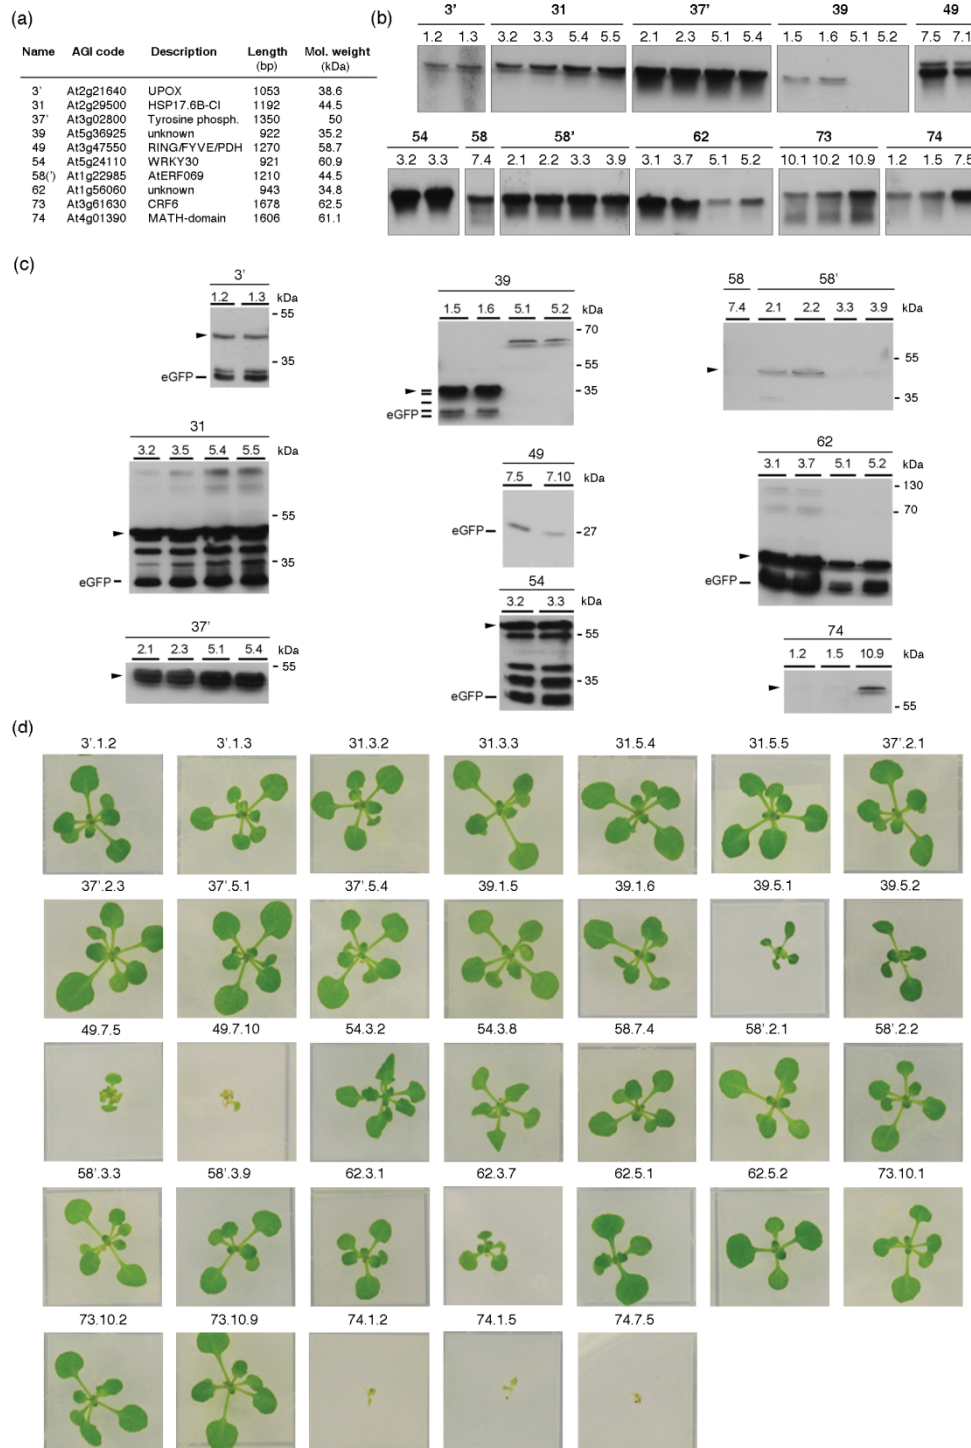 (a)
Name AGI code Description Length (bp) Mol. weight (kDa)
3' At2g21640 UPOX 1053 38.6
31 At2g29500 HSP17.6B-CI 1192 44.5
37' At3g02800 Tyrosine phosph. 1350 50
39 At5g36925 unknown 922 35.2
49 At3g47550 RING/FYVE/PDH 1270 58.7
54 At5g24110 WRKY30 921 60.9
58(') At1g22985 AtERF069 1210 44.5
62 At1g56060 unknown 943 34.8
73 At3g61630 CRF6 1678 62.5
74 At4g01390 MATH-domain 1606 61.1
(b)
3' 31 37' 39 49
1.2 1.3 3.2 3.3 5.4 5.5 2.1 2.3 5.1 5.4 1.5 1.6 5.1 5.2 7.5 7.1
54 58 58' 62 73 74
3.2 3.3 7.4 2.1 2.2 3.3 3.9 3.1 3.7 5.1 5.2 10.1 10.2 10.9 1.2 1.5 7.5
(c)
3'
1.2 1.3 kDa
55
35
eGFP
31
3.2 3.5 5.4 5.5 kDa
55
35
eGFP
37'
2.1 2.3 5.1 5.4 kDa
55
39
1.5 1.6 5.1 5.2 kDa
70
55
35
eGFP
49
7.5 7.10 kDa
eGFP 27
54
3.2 3.3 kDa
55
35
eGFP
58 58'
7.4 2.1 2.2 3.3 3.9 kDa
55
35
62
3.1 3.7 5.1 5.2 kDa
130
70
eGFP
74
1.2 1.5 10.9 kDa
55
(d)
3'.1.2 3'.1.3 31.3.2 31.3.3 31.5.4 31.5.5 37'.2.1
37'.2.3 37'.5.1 37'.5.4 39.1.5 39.1.6 39.5.1 39.5.2
49.7.5 49.7.10 54.3.2 54.3.8 58.7.4 58'.2.1 58'.2.2
58'.3.3 58'.3.9 62.3.1 62.3.7 62.5.1 62.5.2 73.10.1
73.10.2 73.10.9 74.1.2 74.1.5 74.7.5